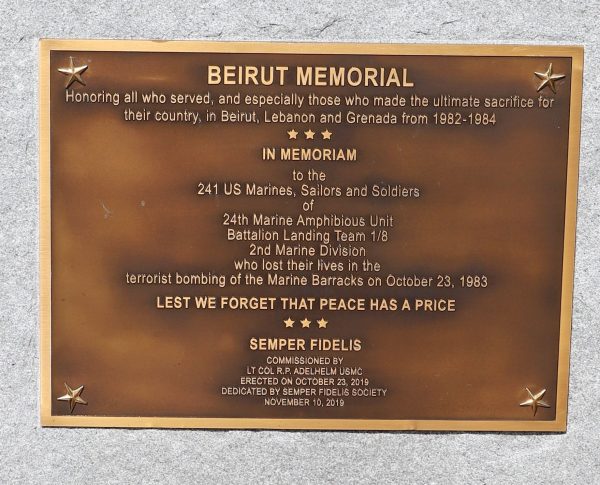 BEIRUT MEMORIAL
Honoring all who served, and especially those who made the ultimate sacrifice for
their country, in Beirut, Lebanon and Grenada from 1982-1984
IN MEMORIAM
to the
241 US Marines, Sailors and Soldiers
of
24th Marine Amphibious Unit
Battalion Landing Team 1/8
2nd Marine Division
who lost their lives in the
terrorist bombing of the Marine Barracks on October 23, 1983
LEST WE FORGET THAT PEACE HAS A PRICE
SEMPER FIDELIS
COMMISSIONED BY
LT COL R.P. ADELHELM USMC
ERECTED ON OCTOBER 23, 2019
DEDICATED BY SEMPER FIDELIS SOCIETY
NOVEMBER 10, 2019